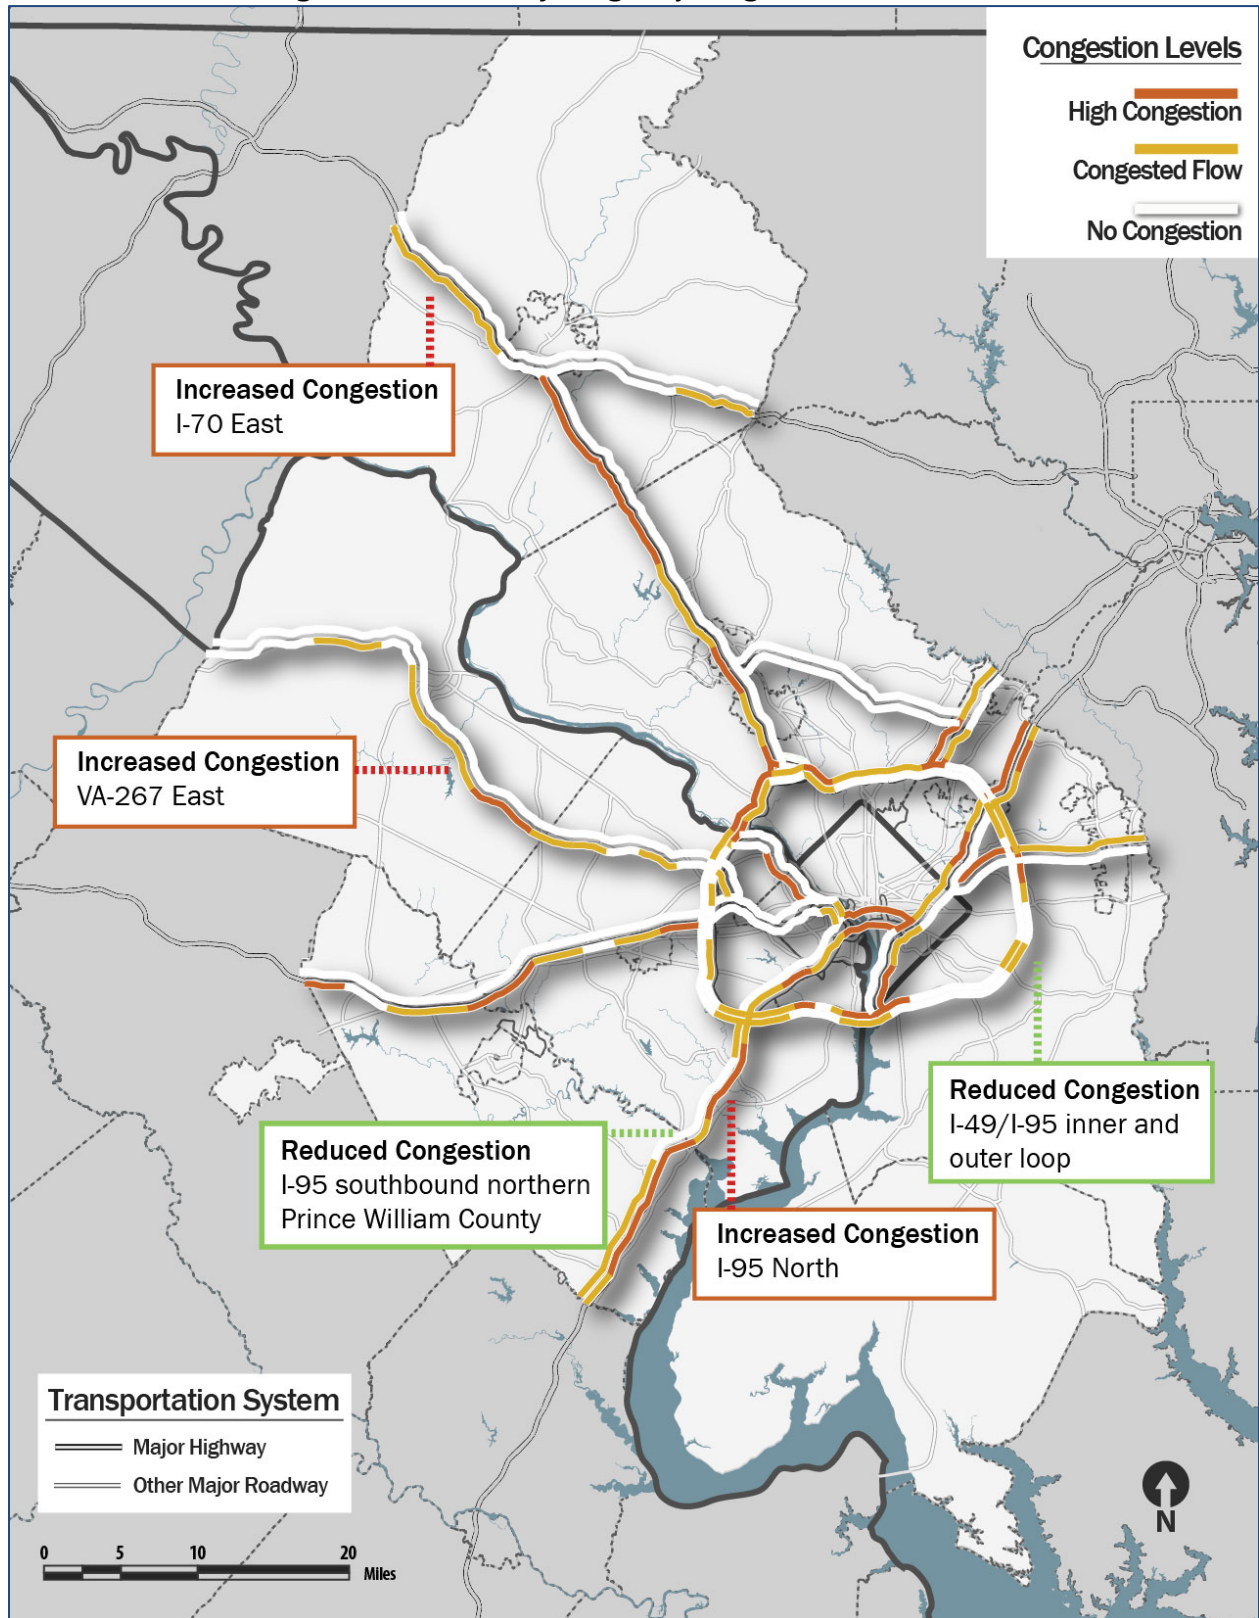 Congestion Levels
High Congestion
Congested Flow
No Congestion
Increased Congestion
I-70 East
Increased Congestion
VA-267 East
Reduced Congestion
I-49/I-95 inner and
outer loop
Reduced Congestion
I-95 southbound northern
Prince William County
Increased Congestion
I-95 North
Transportation System
Major Highway
Other Major Roadway
0 5 10 20
Miles
N